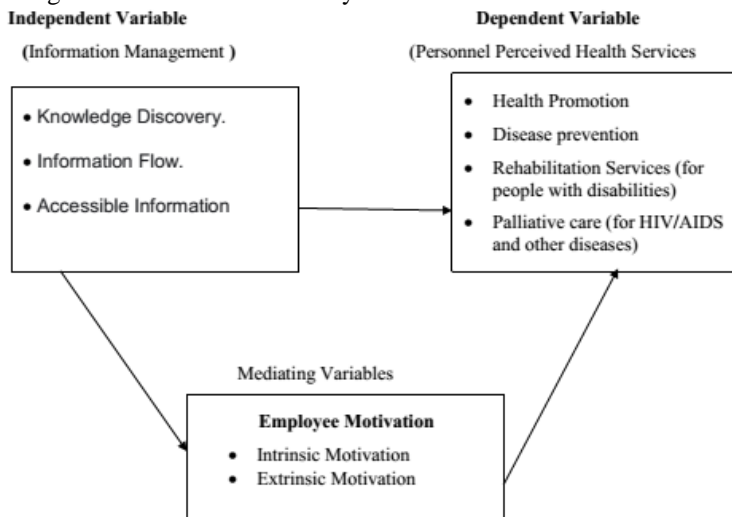 Independent Variable
(Information Management )
• Knowledge Discovery.
• Information Flow.
• Accessible Information
Dependent Variable
(Personnel Perceived Health Services
• Health Promotion
• Disease prevention
• Rehabilitation Services (for
people with disabilities)
• Palliative care (for HIV/AIDS
and other diseases)
Mediating Variables
Employee Motivation
• Intrinsic Motivation
• Extrinsic Motivation